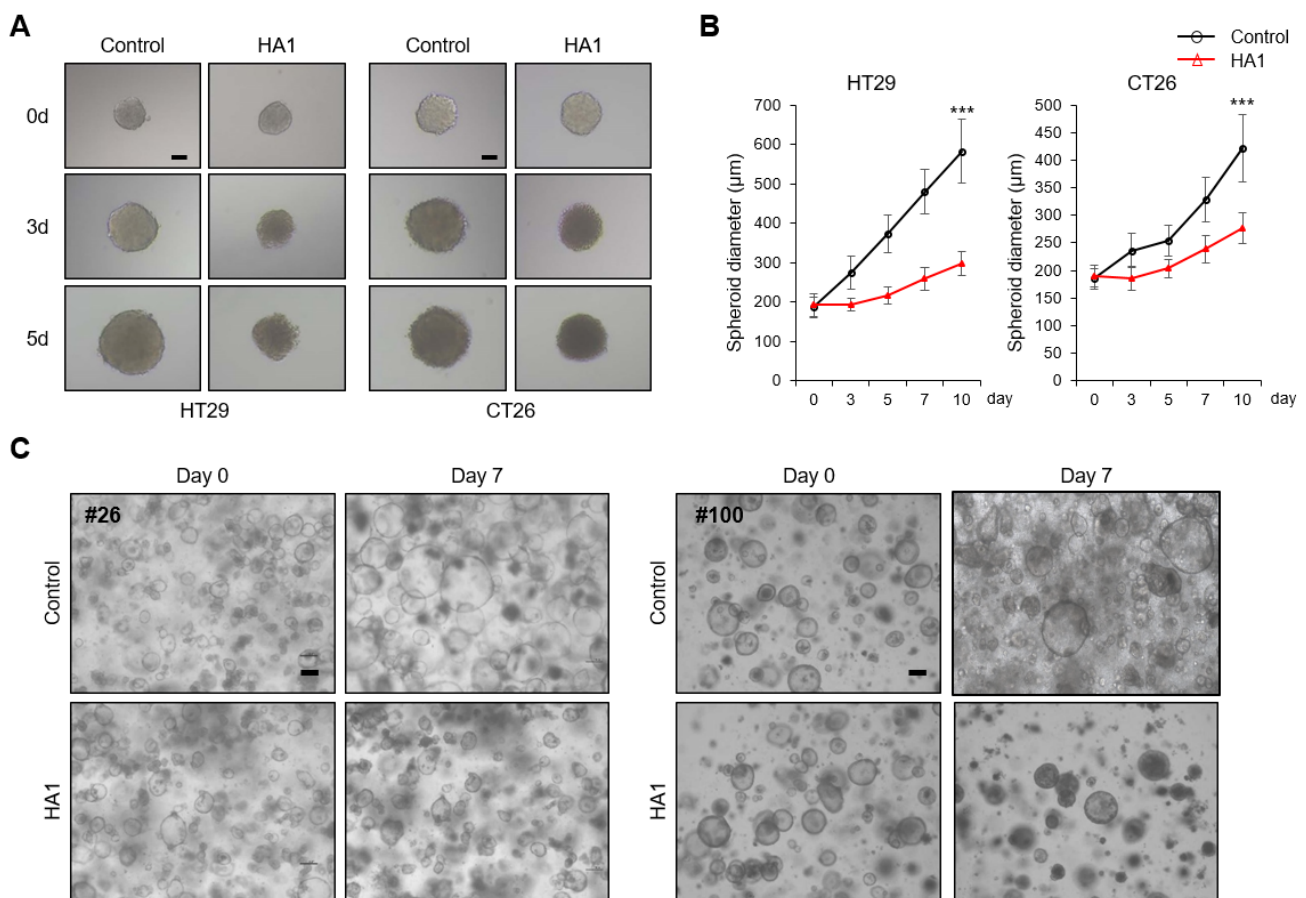 A
Control HA1 Control HA1
0d
3d
5d
HT29 CT26
B
Control
HA1
HT29
Spheroid diameter (µm)
700
600
500
400
300
200
100
0
***
0 3 5 7 10 day
CT26
Spheroid diameter (µm)
500
450
400
350
300
250
200
150
100
50
0
***
0 3 5 7 10 day
C
Day 0 Day 7 Day 0 Day 7
Control
#26
HA1
Control
#100
HA1